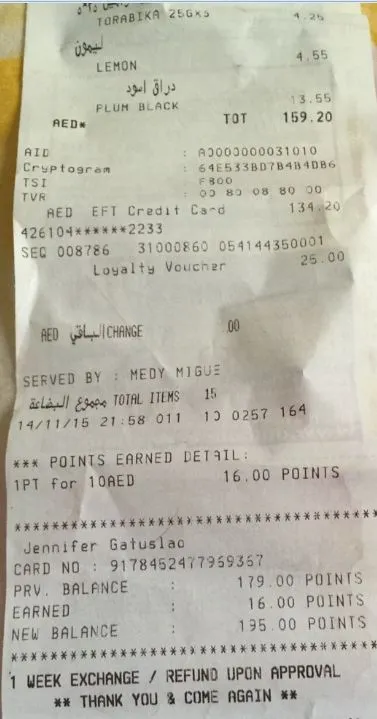 TORABIKA 25GX5 4.25
ليمون
LEMON 4.55
دراق اسود
PLUM BLACK 13.55
AED* TOT 159.20
AID : A0000000031010
Cryptogram : 64E533BD7B4B4DB6
TSI : F800
TVR : 00 80 08 80 00
AED EFT Credit Card 134.20
426104******2233
SEQ 008786 31000860 054144350001
Loyalty Voucher 25.00
AED الباقي CHANGE .00
SERVED BY : MEDY MIGUE
مجموع البضاعة TOTAL ITEMS 15
14/11/15 21:58 011 10 0257 164
*** POINTS EARNED DETAIL:
1PT for 10AED 16.00 POINTS
Jennifer Gatuslao
CARD NO : 9178452477969367
PRV. BALANCE : 179.00 POINTS
EARNED : 16.00 POINTS
NEW BALANCE : 195.00 POINTS
1 WEEK EXCHANGE / REFUND UPON APPROVAL
** THANK YOU & COME AGAIN **